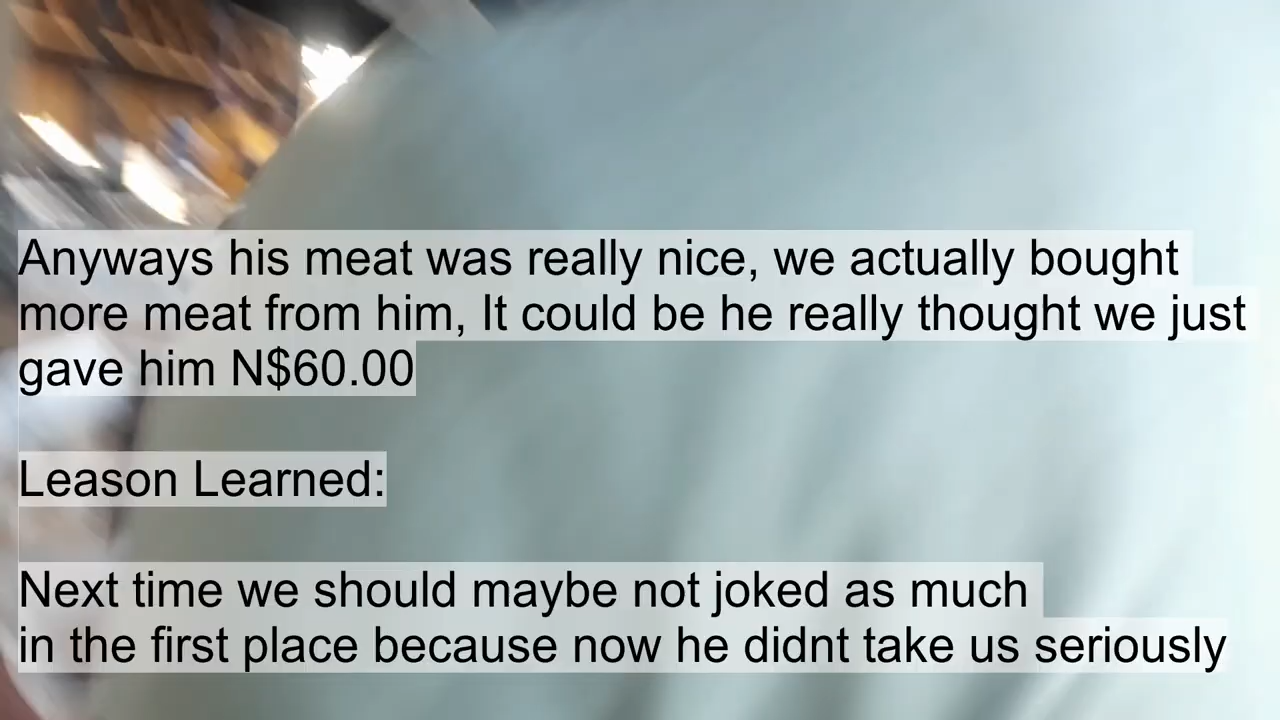 Anyways his meat was really nice, we actually bought
more meat from him, It could be he really thought we just
gave him N$60.00
Leason Learned:
Next time we should maybe not joked as much
in the first place because now he didnt take us seriously